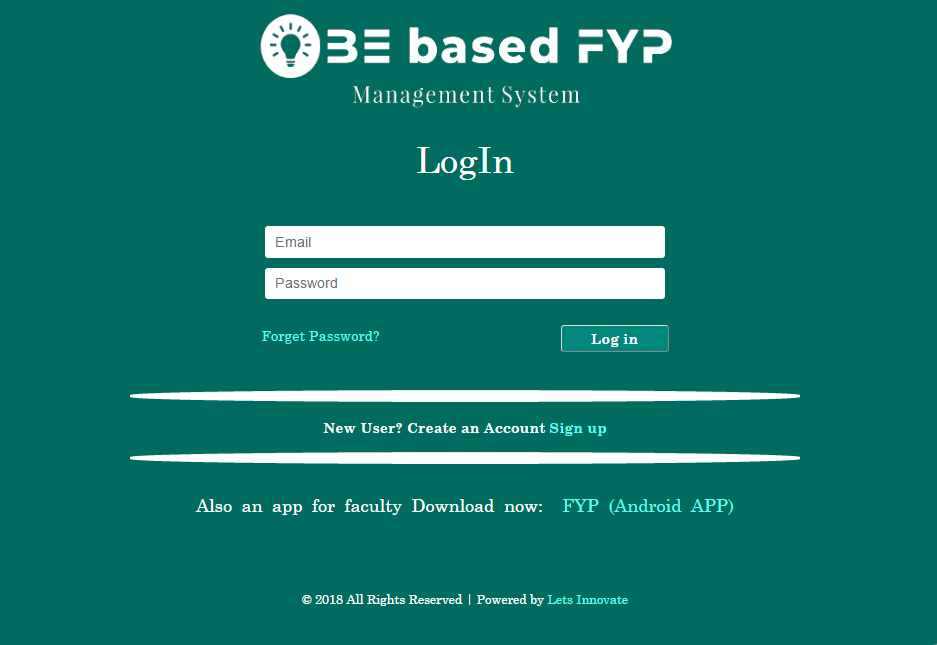 OBE based FYP
Management System
LogIn
Email
Password
Forget Password? Log in
New User? Create an Account Sign up
Also an app for faculty Download now: FYP (Android APP)
© 2018 All Rights Reserved | Powered by Lets Innovate